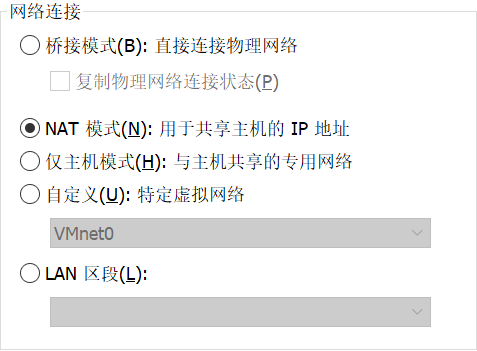 网络连接
桥接模式(B): 直接连接物理网络
复制物理网络连接状态(P)
NAT 模式(N): 用于共享主机的 IP 地址
仅主机模式(H): 与主机共享的专用网络
自定义(U): 特定虚拟网络
VMnet0
LAN 区段(L):